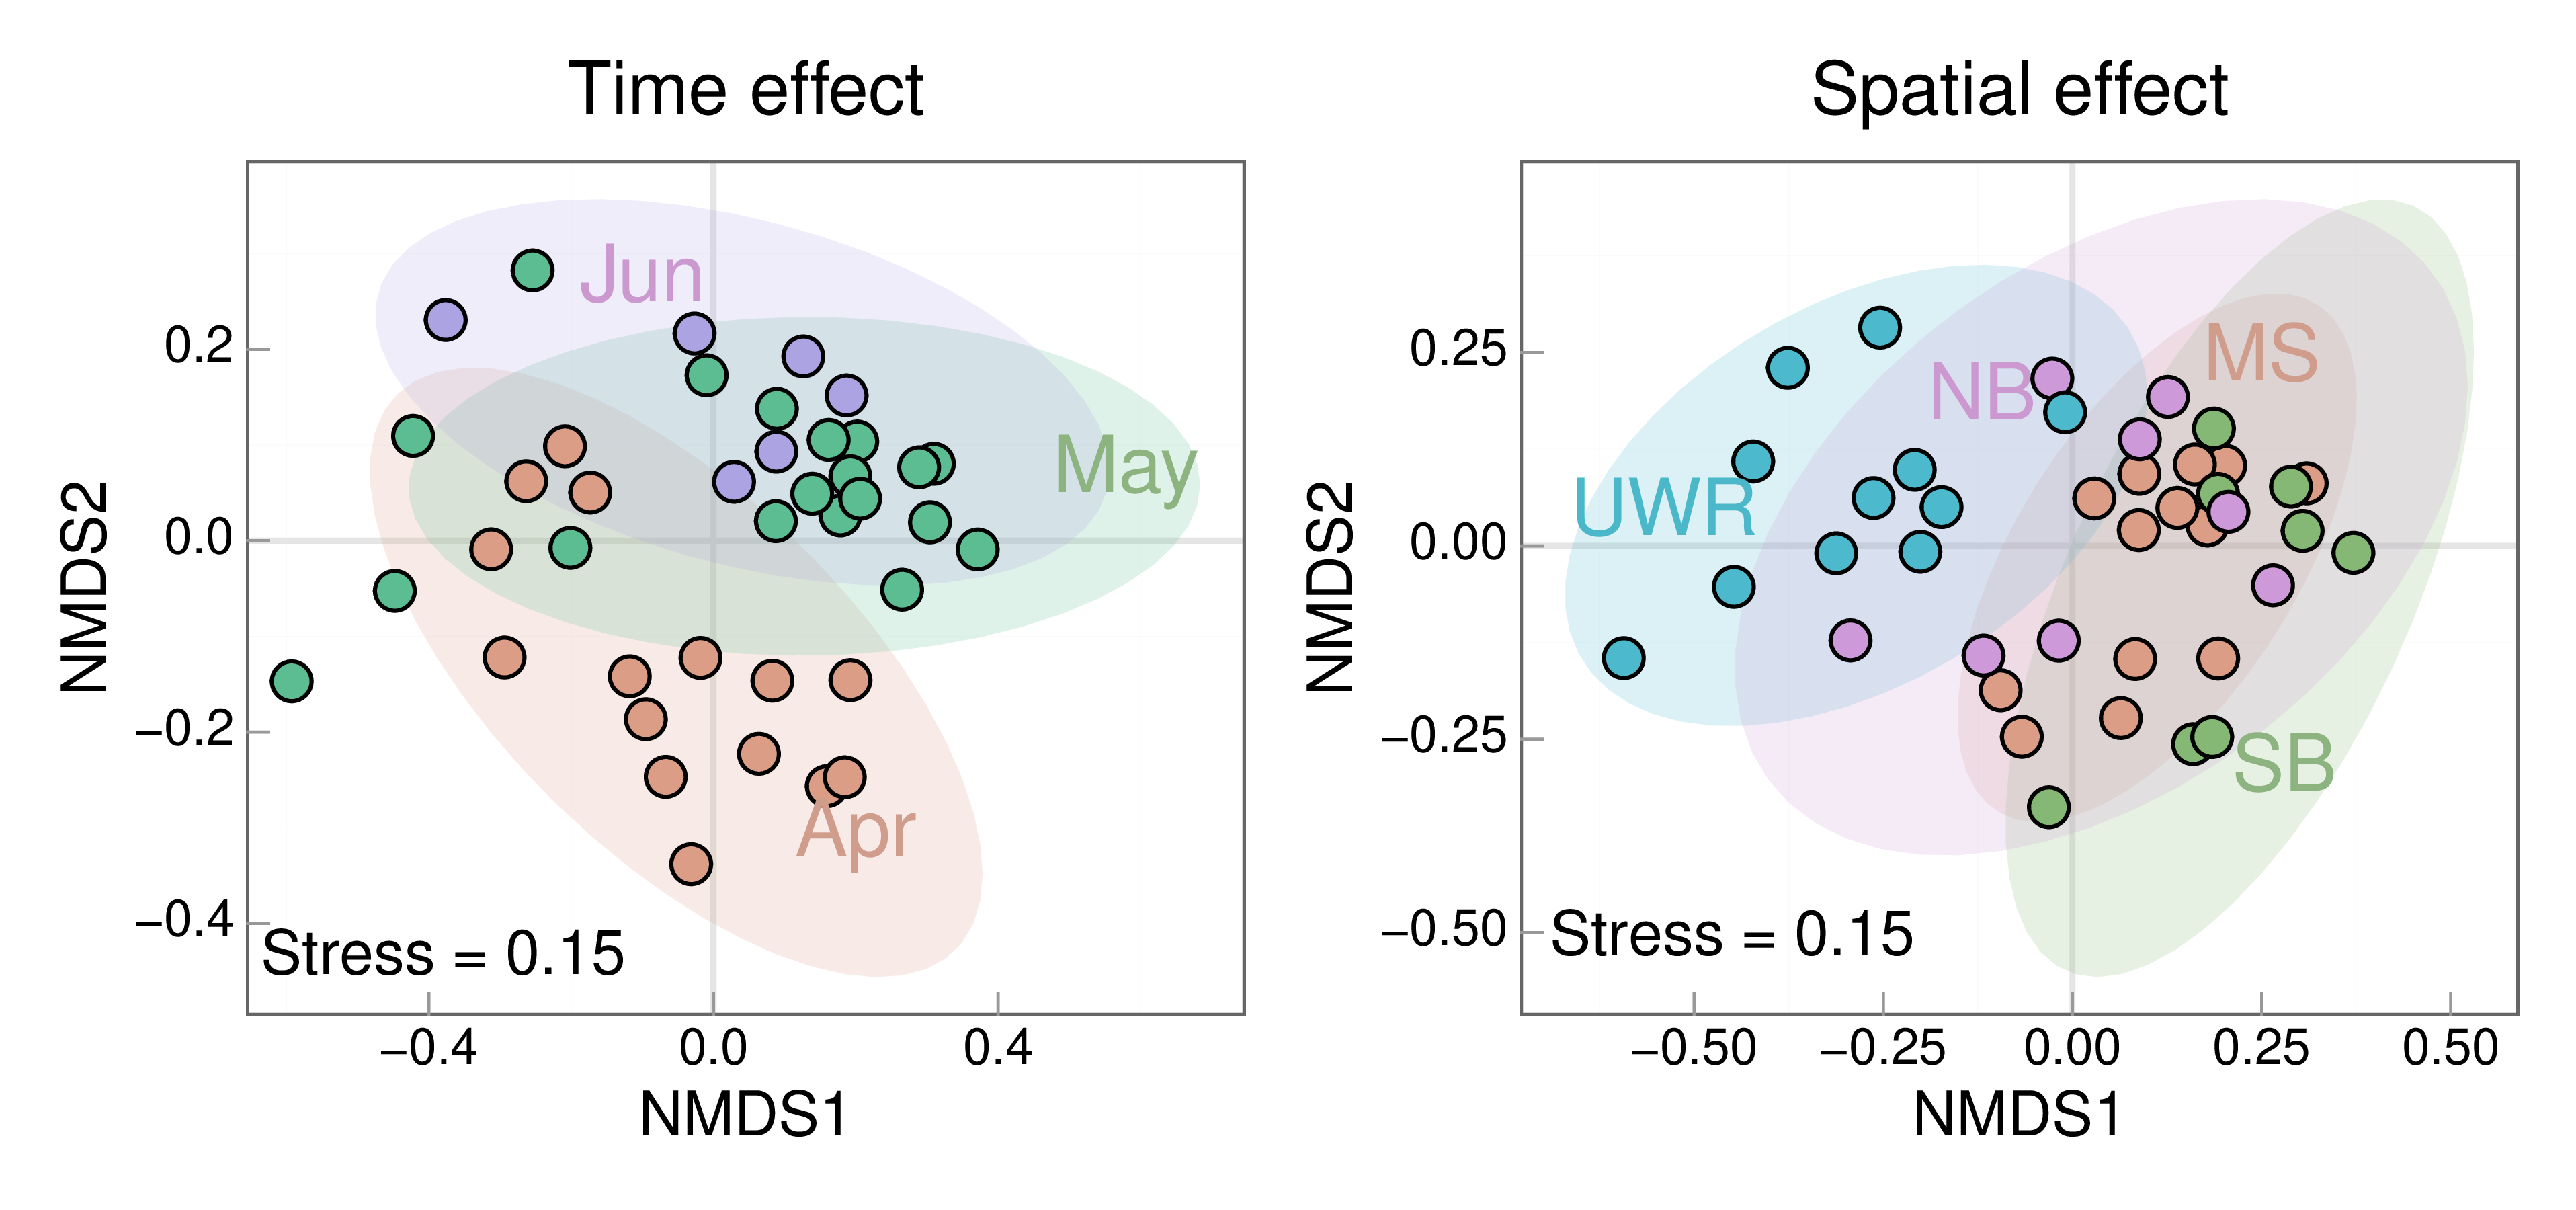 Time effect
Jun
May
Apr
0.2
0.0
−0.2
−0.4
Stress = 0.15
−0.4 0.0 0.4
NMDS1
NMDS2
Spatial effect
NB
MS
UWR
SB
0.25
0.00
−0.25
−0.50
Stress = 0.15
−0.50 −0.25 0.00 0.25 0.50
NMDS1
NMDS2